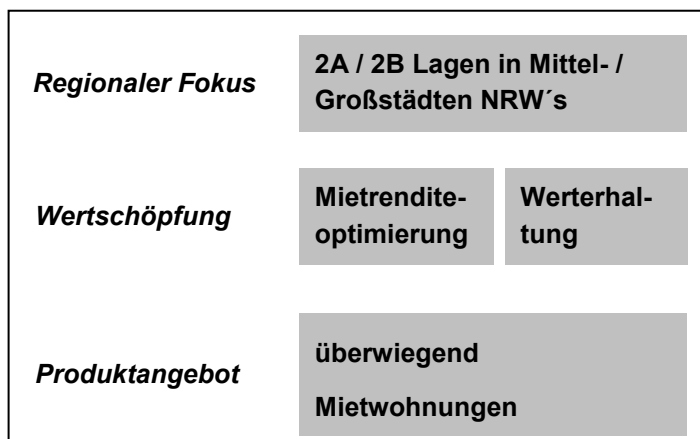 Regionaler Fokus
2A / 2B Lagen in Mittel- /
Großstädten NRW´s
Wertschöpfung
Mietrendite-
optimierung
Werterhal-
tung
Produktangebot
überwiegend
Mietwohnungen